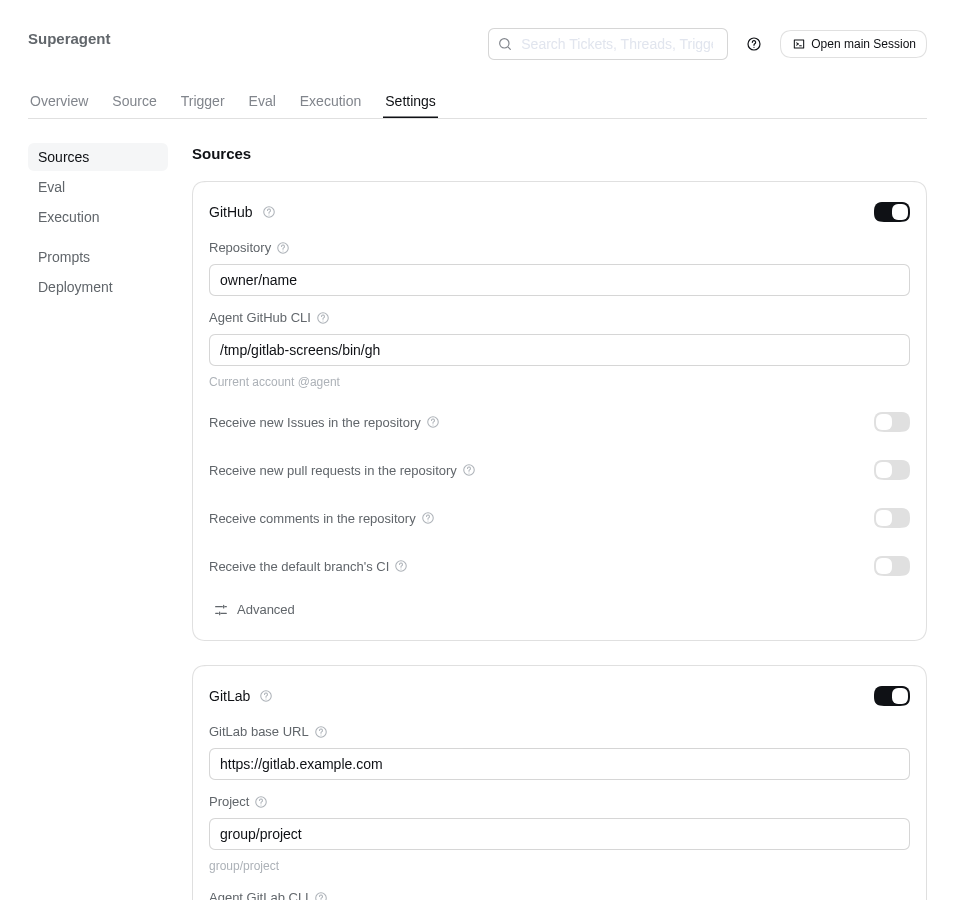 Superagent
Search Tickets, Threads, Trigge
Open main Session
Overview
Source
Trigger
Eval
Execution
Settings
Sources
Eval
Execution
Prompts
Deployment
Sources
GitHub
Repository
owner/name
Agent GitHub CLI
/tmp/gitlab-screens/bin/gh
Current account @agent
Receive new Issues in the repository
Receive new pull requests in the repository
Receive comments in the repository
Receive the default branch's CI
Advanced
GitLab
GitLab base URL
https://gitlab.example.com
Project
group/project
group/project
Agent GitLab CLI